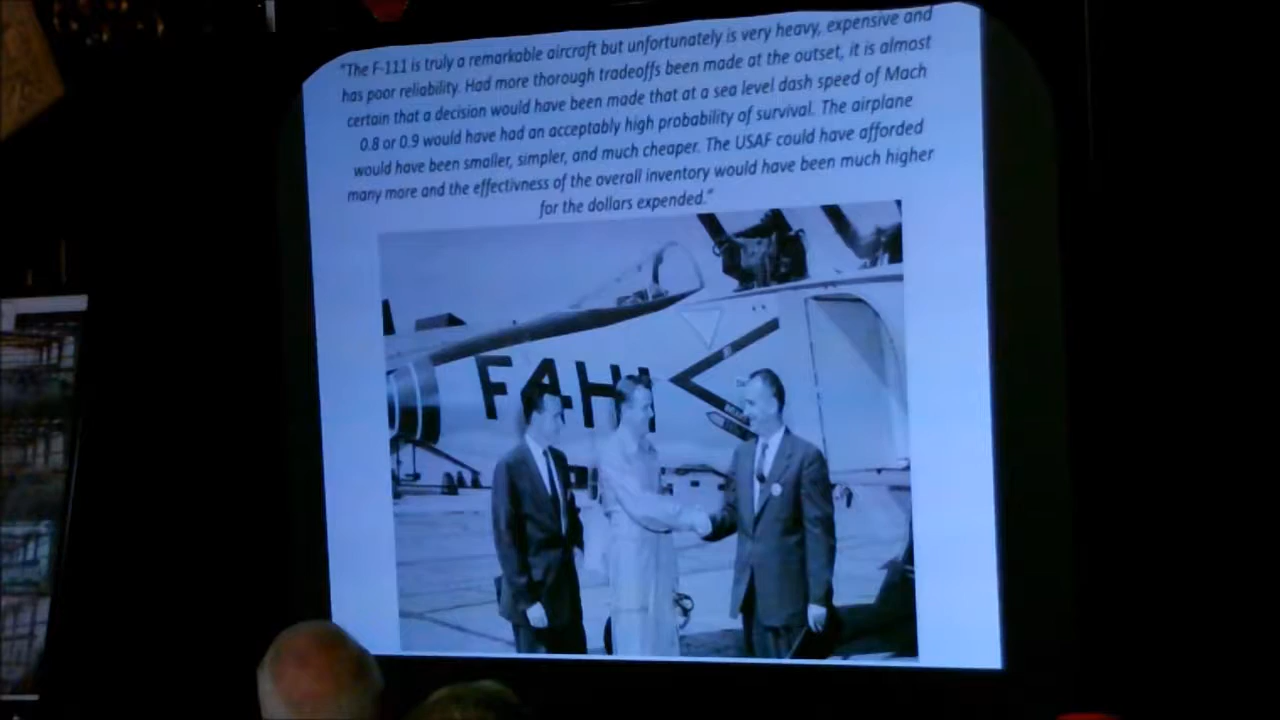 "The F-111 is truly a remarkable aircraft but unfortunately is very heavy, expensive and
has poor reliability. Had more thorough tradeoffs been made at the outset, it is almost
certain that a decision would have been made that at a sea level dash speed of Mach
0.8 or 0.9 would have had an acceptably high probability of survival. The airplane
would have been smaller, simpler, and much cheaper. The USAF could have afforded
many more and the effectivness of the overall inventory would have been much higher
for the dollars expended."
F4H